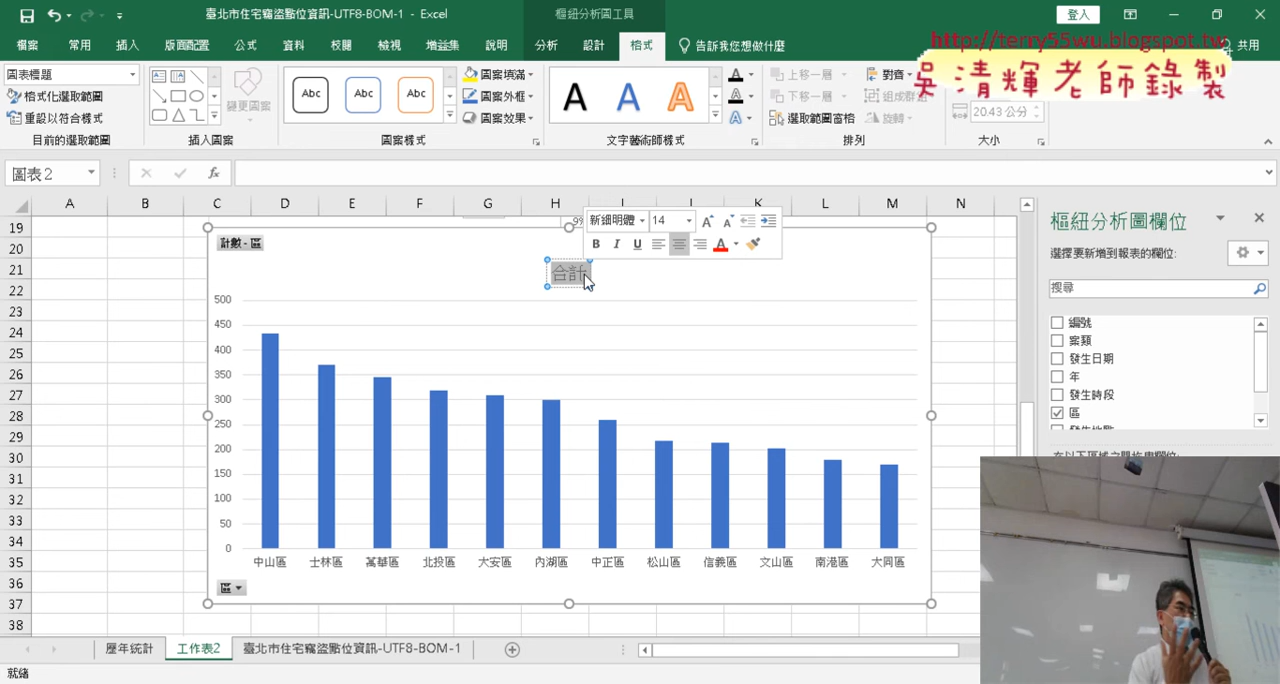 臺北市住宅竊盜點位資訊-UTF8-BOM-1 - Excel
樞紐分析圖工具
登入
檔案 常用 插入 版面配置 公式 資料 校閱 檢視 增益集 說明 分析 設計 格式 告訴我您想做什麼 共用
http://terry55wu.blogspot.tw
吳清輝老師錄製
圖表標題
格式化選取範圍
重設以符合樣式
目前的選取範圍
變更圖案
插入圖案
Abc Abc Abc
圖案填滿
圖案外框
圖案效果
圖案樣式
A A A
文字藝術師樣式
上移一層
下移一層
選取範圍窗格
對齊
旋轉
排列
20.43 公分
大小
圖表 2
fx
A B C D E F G H K L M N
新細明體 14
B I U
19
20
21
22
23
24
25
26
27
28
29
30
31
32
33
34
35
36
37
38
計數 - 區
合計
500
450
400
350
300
250
200
150
100
50
0
中山區 士林區 萬華區 北投區 大安區 內湖區 中正區 松山區 信義區 文山區 南港區 大同區
區
樞紐分析圖欄位
選擇要新增到報表的欄位:
搜尋
編號
案類
發生日期
年
發生時段
區
歷年統計 工作表2 臺北市住宅竊盜點位資訊-UTF8-BOM-1
就緒